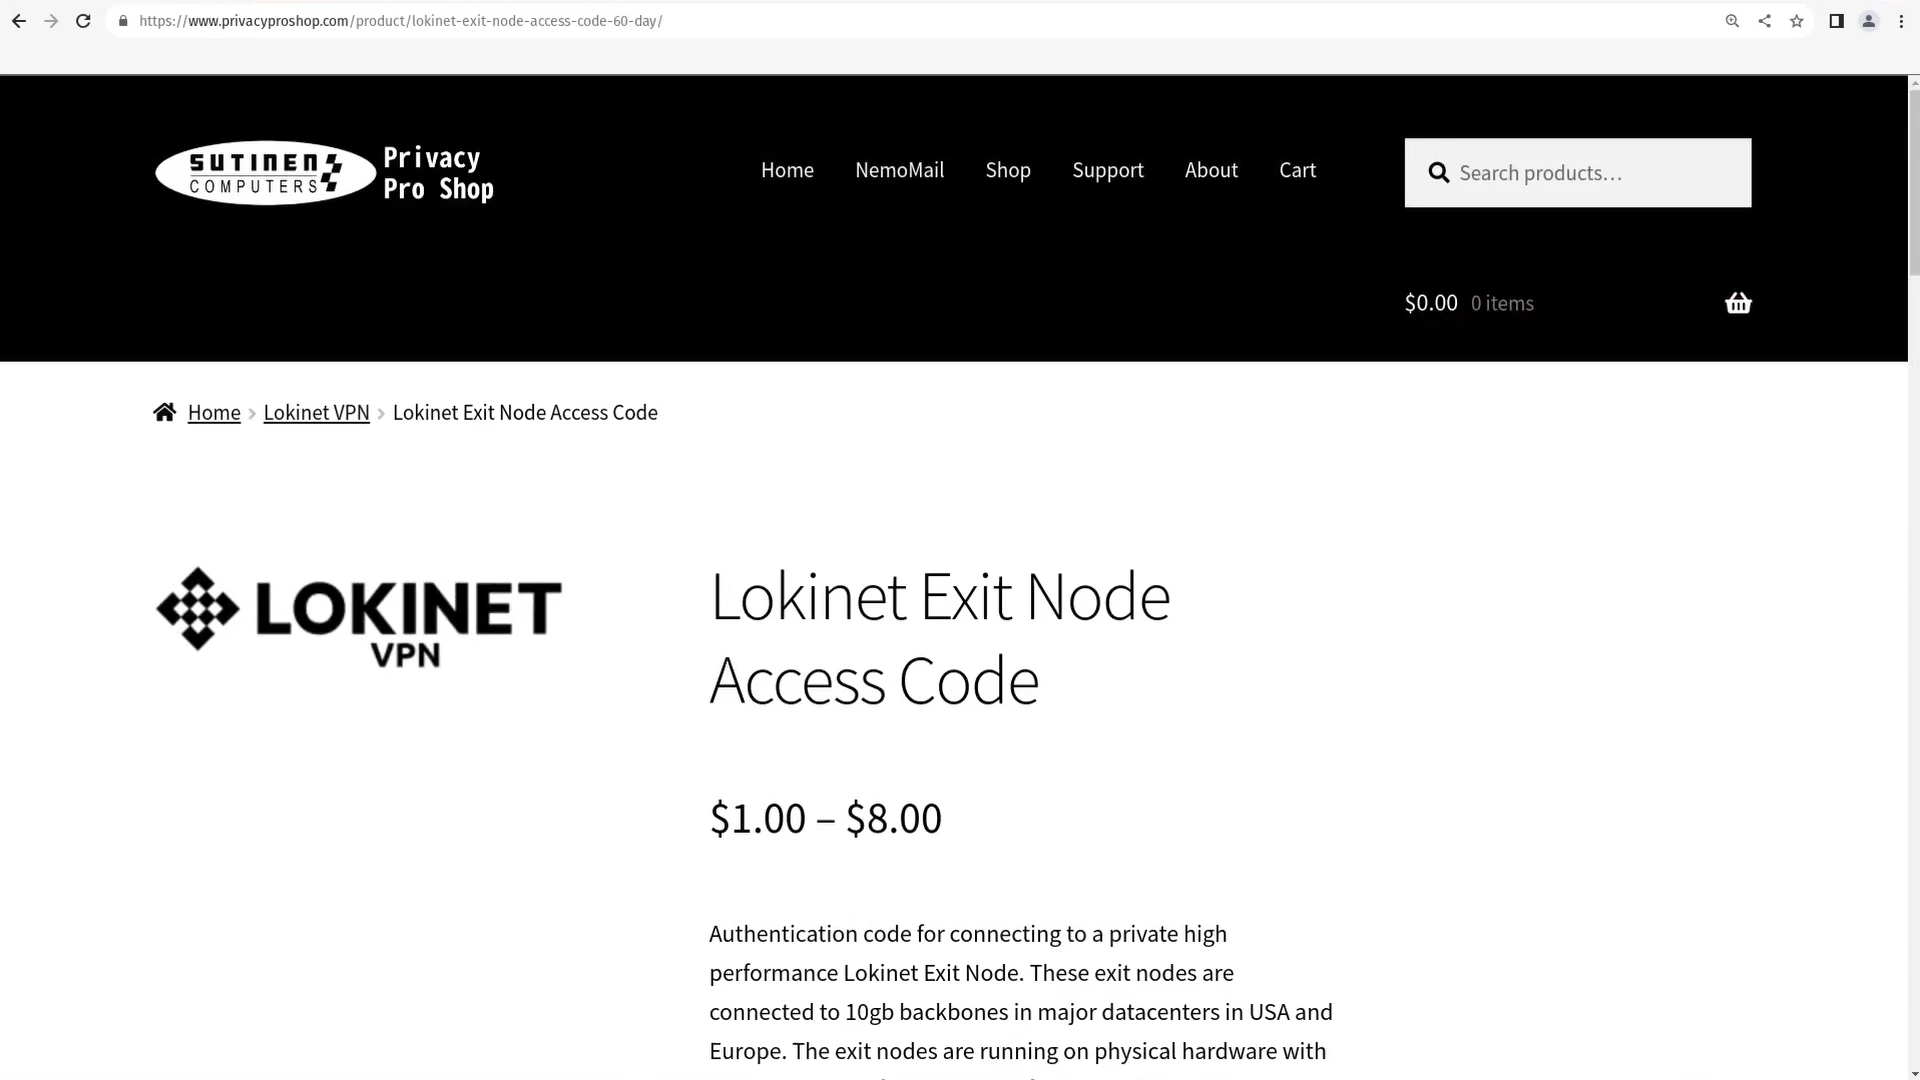 https://www.privacyproshop.com/product/lokinet-exit-node-access-code-60-day/
SUTINEN
COMPUTERS
Privacy
Pro Shop
Home NemoMail Shop Support About Cart
Search products…
$0.00 0 items
Home Lokinet VPN Lokinet Exit Node Access Code
LOKINET
VPN
Lokinet Exit Node
Access Code
$1.00 – $8.00
Authentication code for connecting to a private high
performance Lokinet Exit Node. These exit nodes are
connected to 10gb backbones in major datacenters in USA and
Europe. The exit nodes are running on physical hardware with